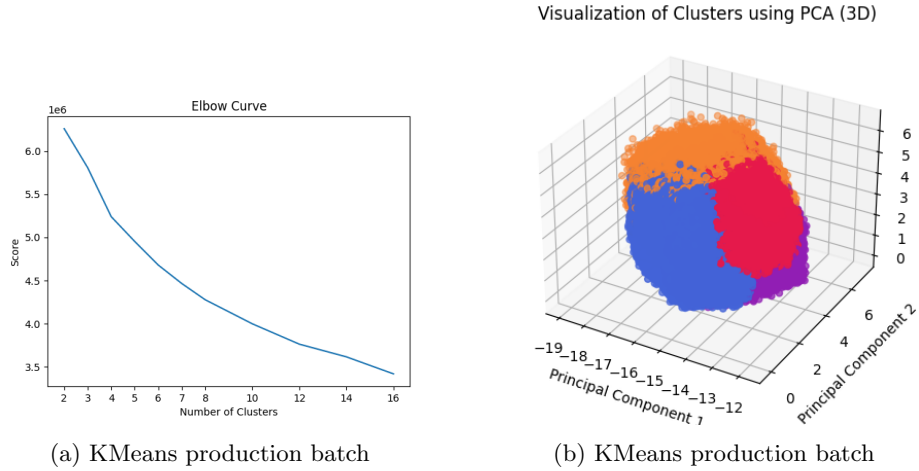 Elbow Curve
1e6
6.0
5.5
5.0
4.5
4.0
3.5
Score
2 3 4 5 6 7 8 10 12 14 16
Number of Clusters
(a) KMeans production batch
Visualization of Clusters using PCA (3D)
6
5
4
3
2
1
0
−19 −18 −17 −16 −15 −14 −13 −12
Principal Component 1
0 2 4 6
Principal Component 2
(b) KMeans production batch